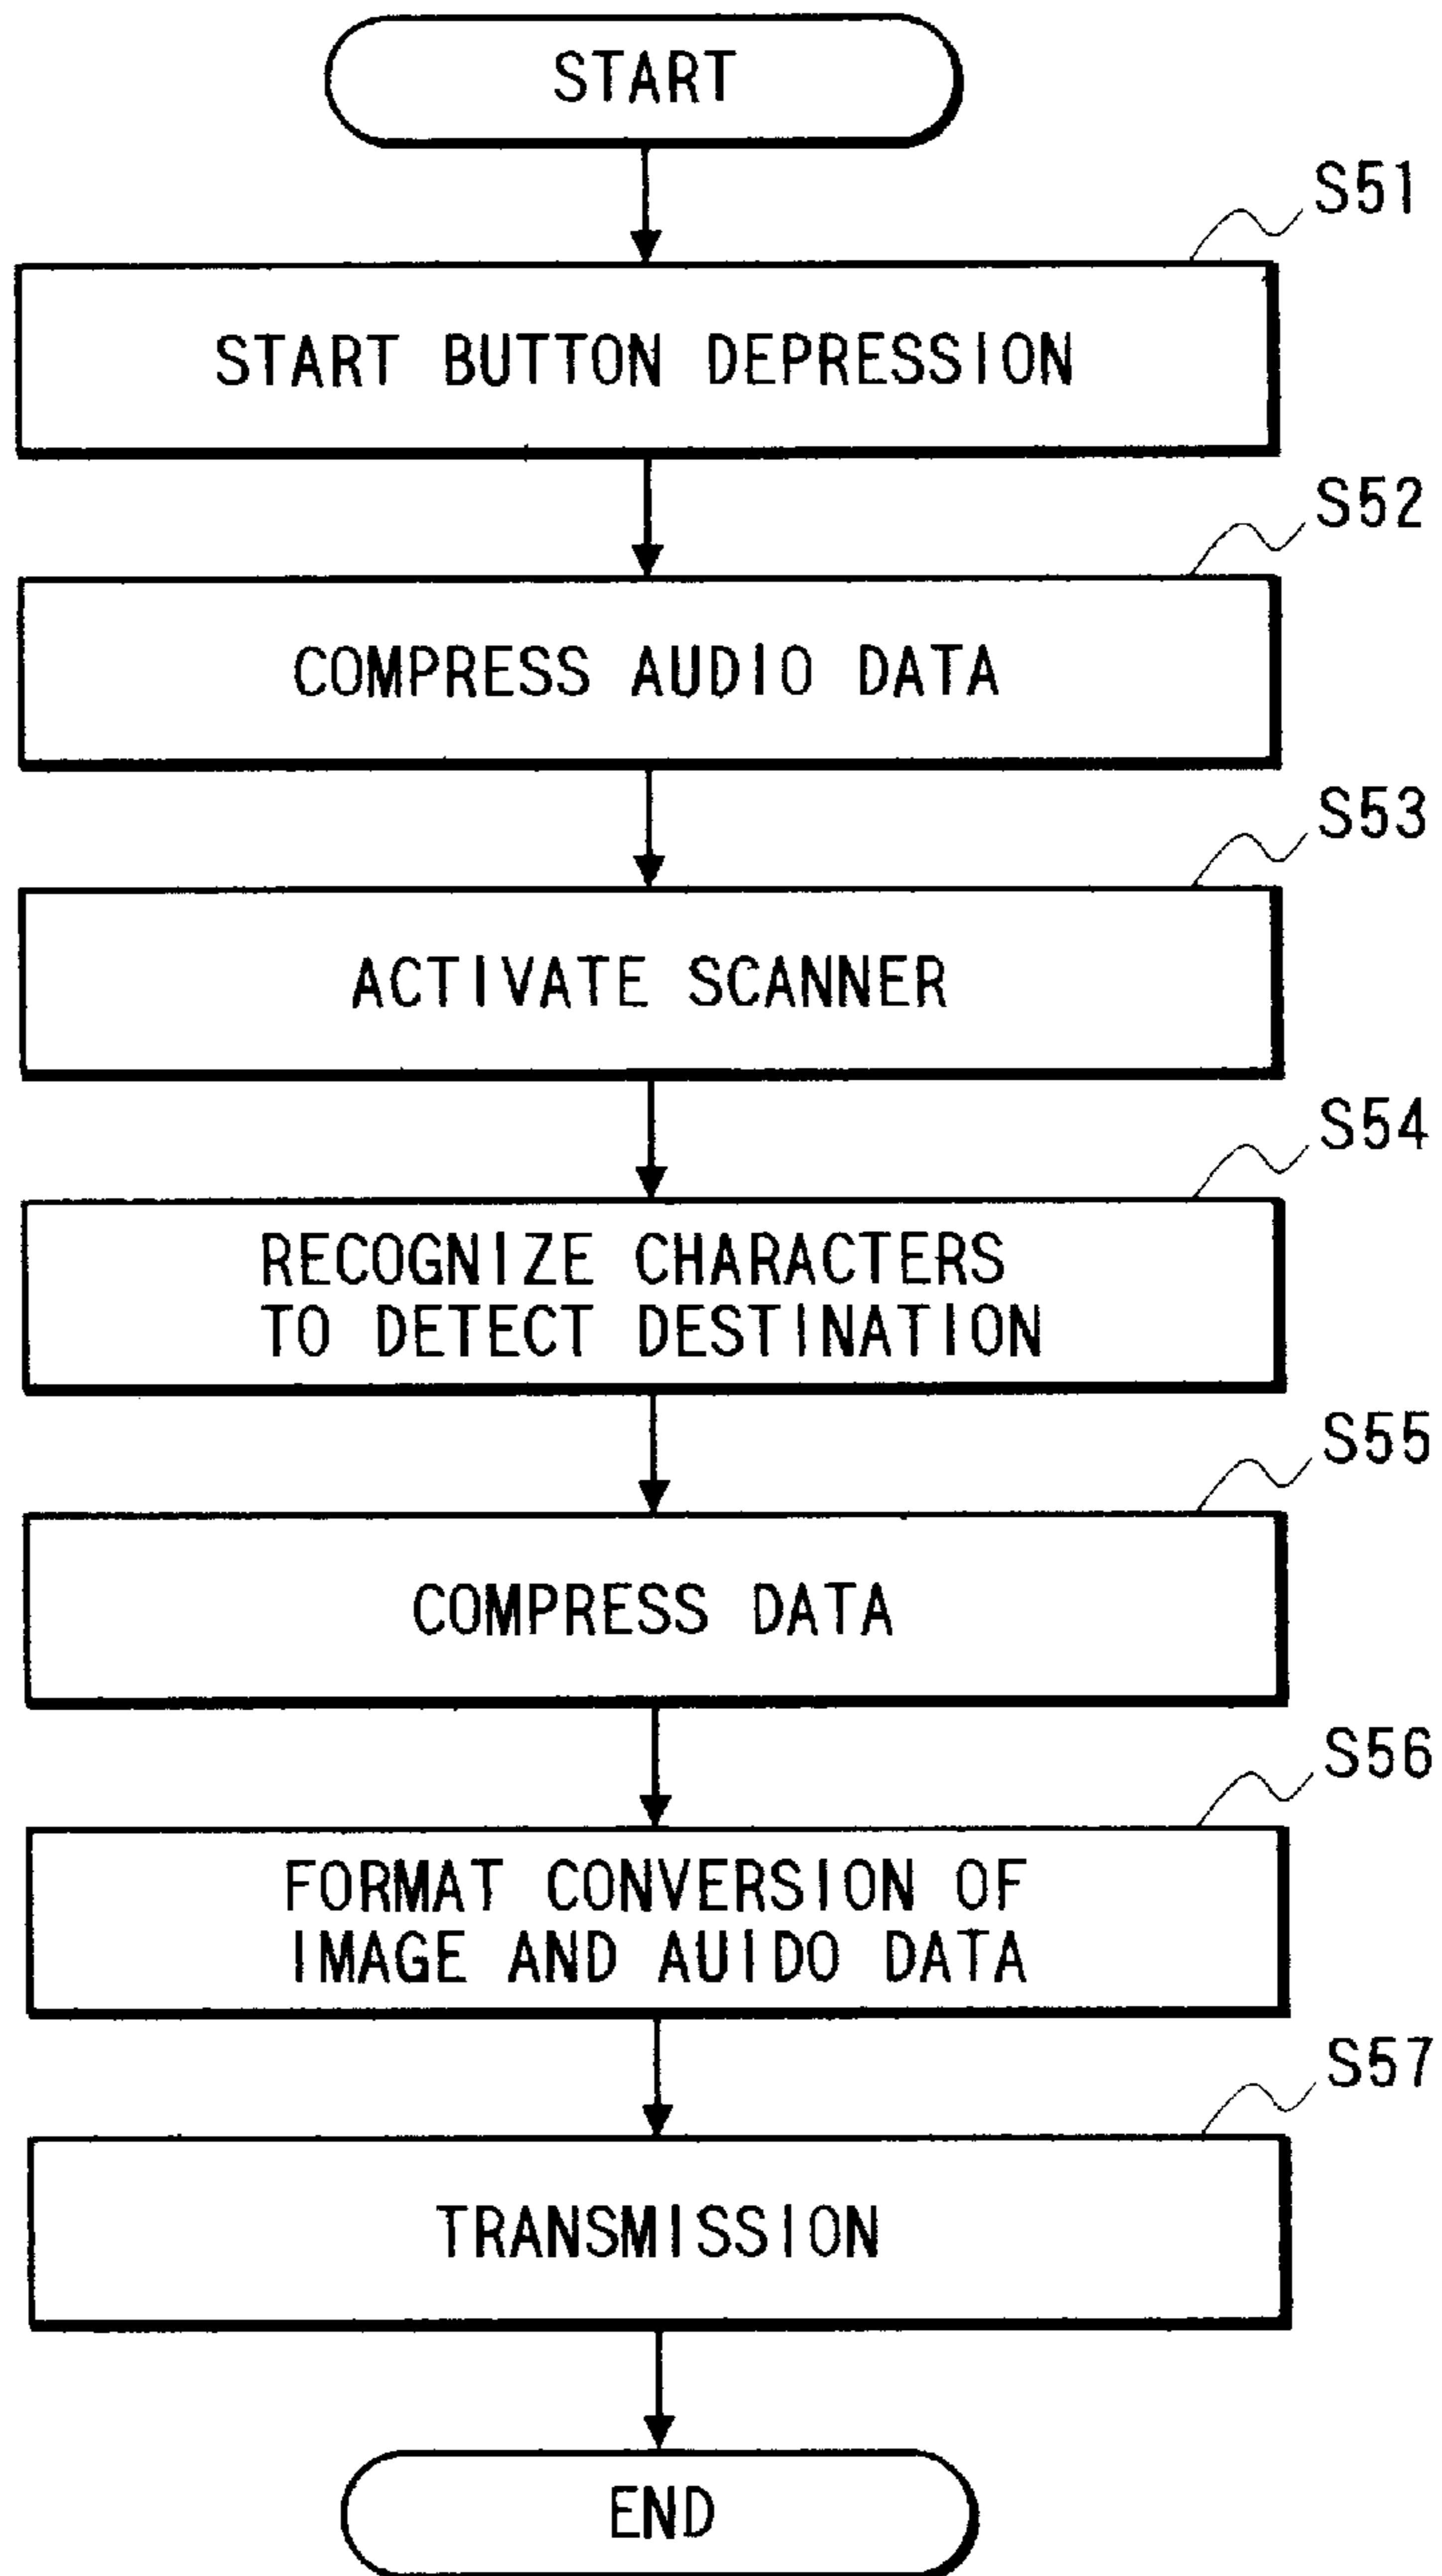 START
S51
START BUTTON DEPRESSION
S52
COMPRESS AUDIO DATA
S53
ACTIVATE SCANNER
S54
RECOGNIZE CHARACTERS
TO DETECT DESTINATION
S55
COMPRESS DATA
S56
FORMAT CONVERSION OF
IMAGE AND AUIDO DATA
S57
TRANSMISSION
END